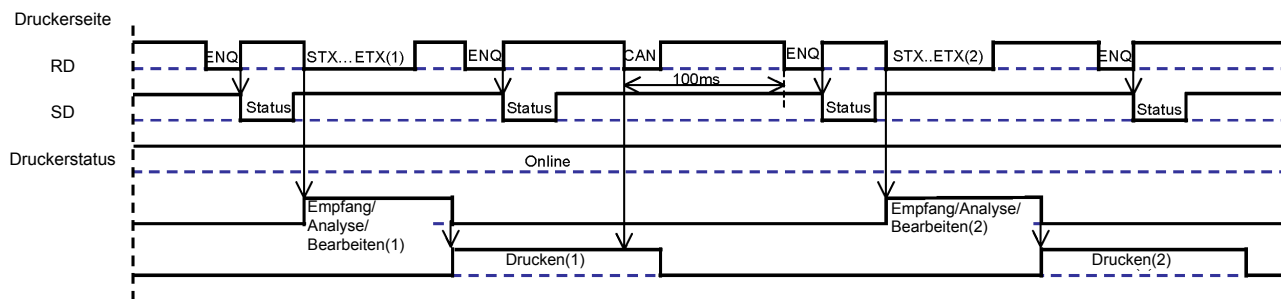 Druckerseite
RD
ENQ
STX...ETX(1)
ENQ
CAN
ENQ
STX..ETX(2)
ENQ
100ms
SD
Status
Status
Status
Status
Druckerstatus
Online
Empfang/
Analyse/
Bearbeiten(1)
Empfang/Analyse/
Bearbeiten(2)
Drucken(1)
Drucken(2)